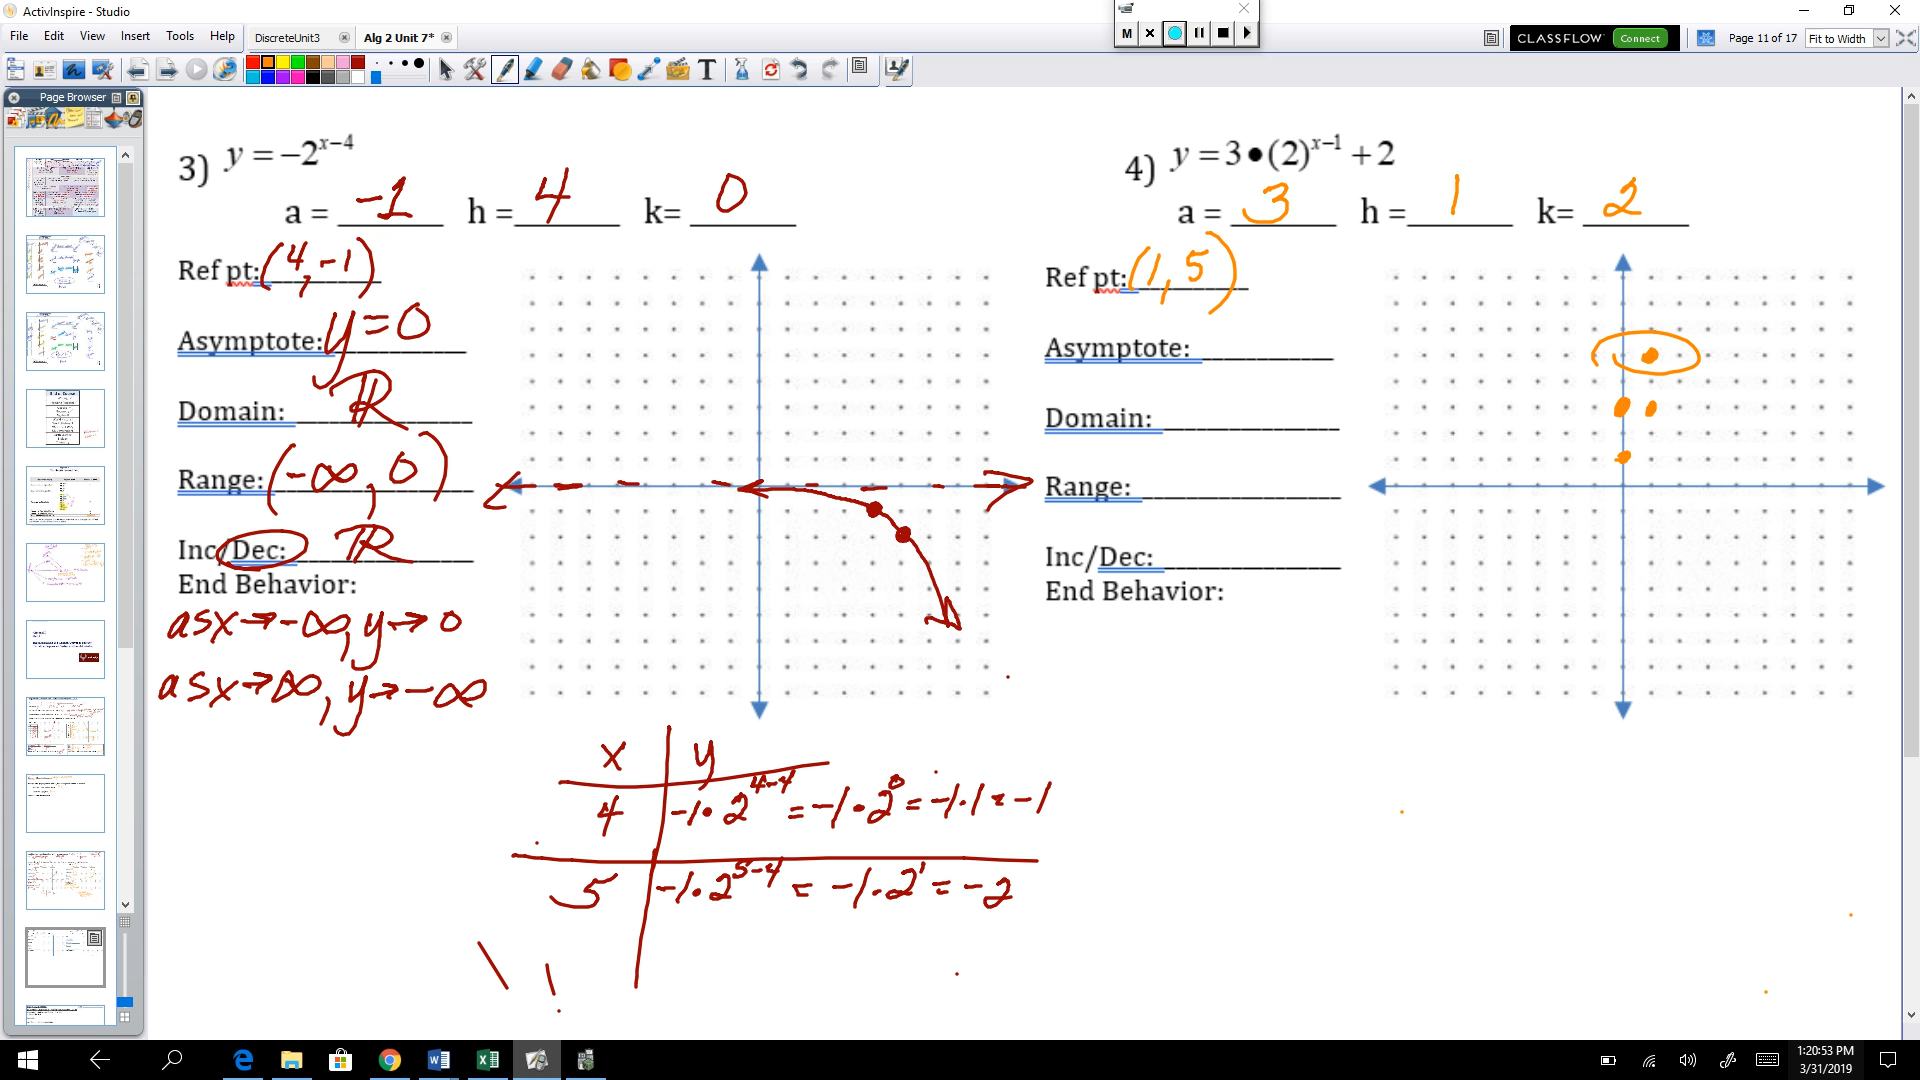 ActivInspire - Studio
File Edit View Insert Tools Help
DiscreteUnit3
Alg 2 Unit 7*
M
CLASSFLOW Connect
Page 11 of 17
Fit to Width
Page Browser
3) y = −2^{x−4}
a = -1 h = 4 k= 0
Ref pt: (4, -1)
Asymptote: y = 0
Domain: ℝ
Range: (-∞, 0)
Inc/Dec: ℝ
End Behavior:
as x → -∞, y → 0
as x → ∞, y → -∞
x y
4 -1·2^{4-4} = -1·2^0 = -1·1 = -1
5 -1·2^{5-4} = -1·2^1 = -2
4) y = 3•(2)^{x−1} + 2
a = 3 h = 1 k= 2
Ref pt: (1, 5)
Asymptote:
Domain:
Range:
Inc/Dec:
End Behavior:
1:20:53 PM
3/31/2019